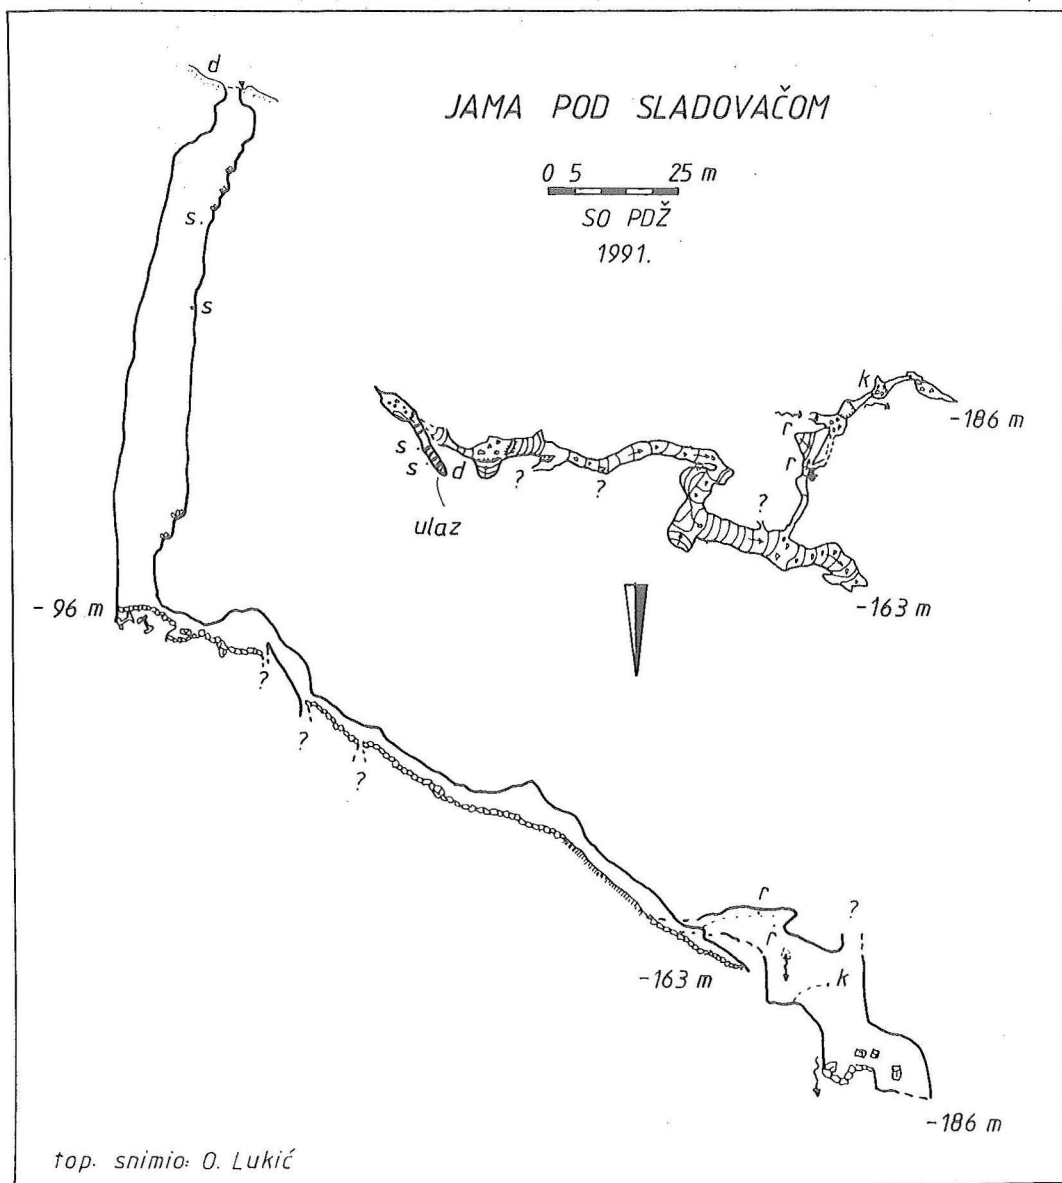 d
JAMA POD SLADOVAČOM
0 5 25 m
SO PDŽ
1991.
s.
s
k
-186 m
r
r
s.
s.
d
?
?
?
ulaz
-163 m
- 96 m
?
?
?
r
r
?
k
-163 m
-186 m
top. snimio: O. Lukić